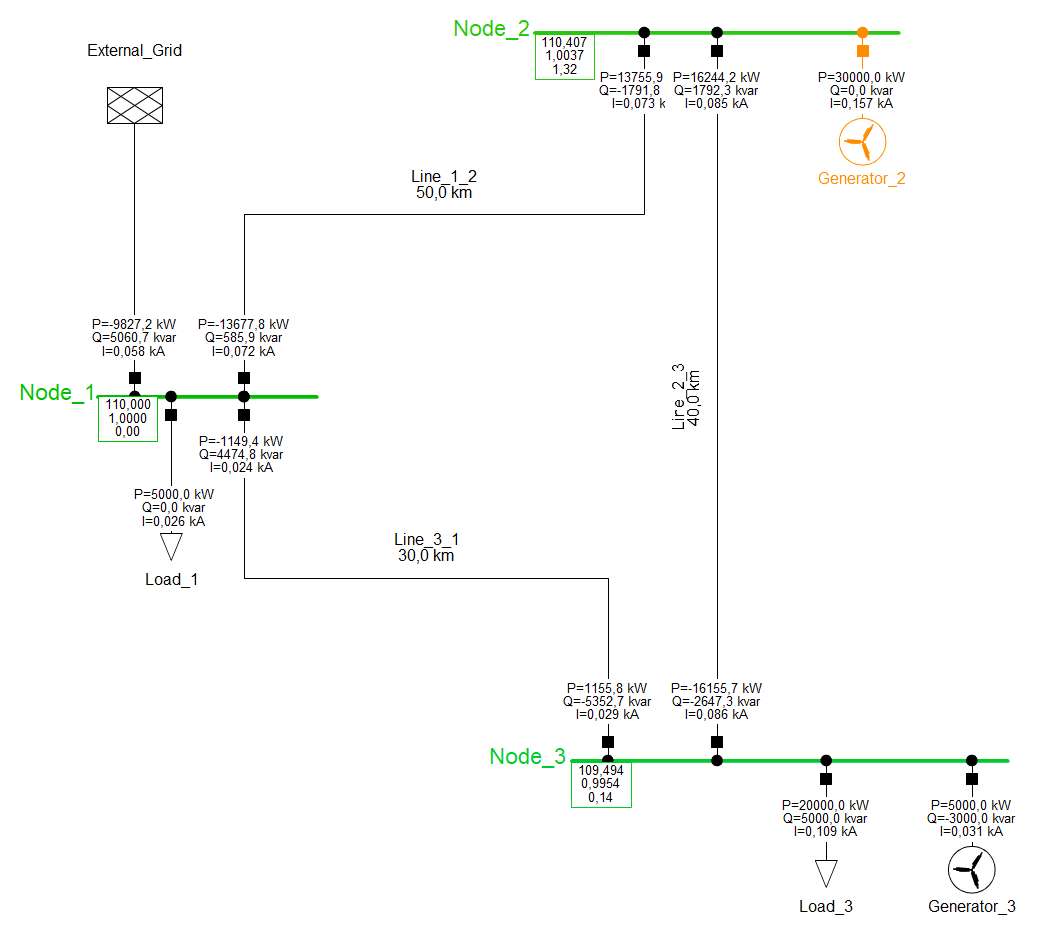 Node_2
110,407
1,0037
1,32
P=13755,9
Q=-1791,8
I=0,073 k
P=16244,2 kW
Q=1792,3 kvar
I=0,085 kA
P=30000,0 kW
Q=0,0 kvar
I=0,157 kA
Generator_2
External_Grid
Line_1_2
50,0 km
P=-9827,2 kW
Q=5060,7 kvar
I=0,058 kA
P=-13677,8 kW
Q=585,9 kvar
I=0,072 kA
Node_1
110,000
1,0000
0,00
P=-1149,4 kW
Q=4474,8 kvar
I=0,024 kA
P=5000,0 kW
Q=0,0 kvar
I=0,026 kA
Load_1
Line_2_3
40,0 km
Line_3_1
30,0 km
P=1155,8 kW
Q=-5352,7 kvar
I=0,029 kA
P=-16155,7 kW
Q=-2647,3 kvar
I=0,086 kA
Node_3
109,494
0,9954
0,14
P=20000,0 kW
Q=5000,0 kvar
I=0,109 kA
Load_3
P=5000,0 kW
Q=-3000,0 kvar
I=0,031 kA
Generator_3